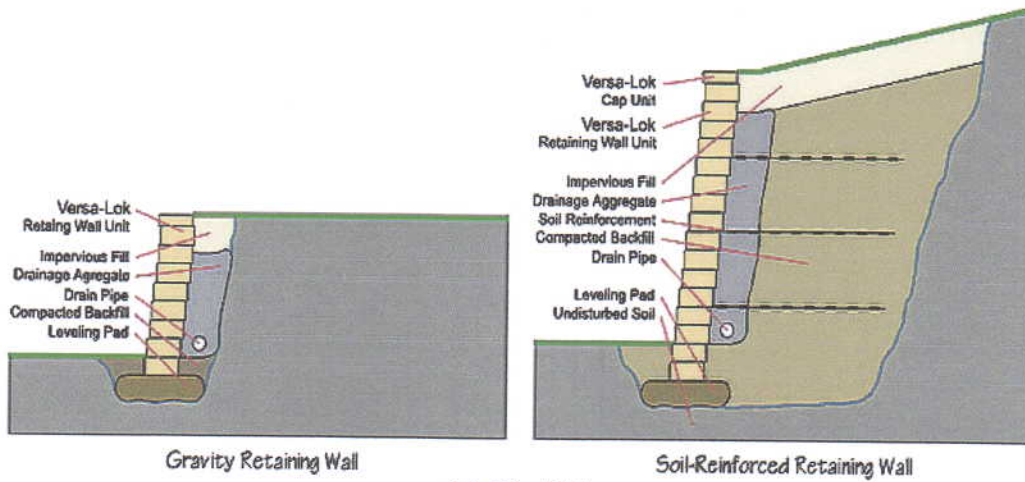 Versa-Lok
Retaing Wall Unit
Impervious Fill
Drainage Agregate
Drain Pipe
Compacted Backfill
Leveling Pad
Gravity Retaining Wall
Versa-Lok
Cap Unit
Versa-Lok
Retaining Wall Unit
Impervious Fill
Drainage Aggregate
Soil Reinforcement
Compacted Backfill
Drain Pipe
Leveling Pad
Undisturbed Soil
Soil-Reinforced Retaining Wall